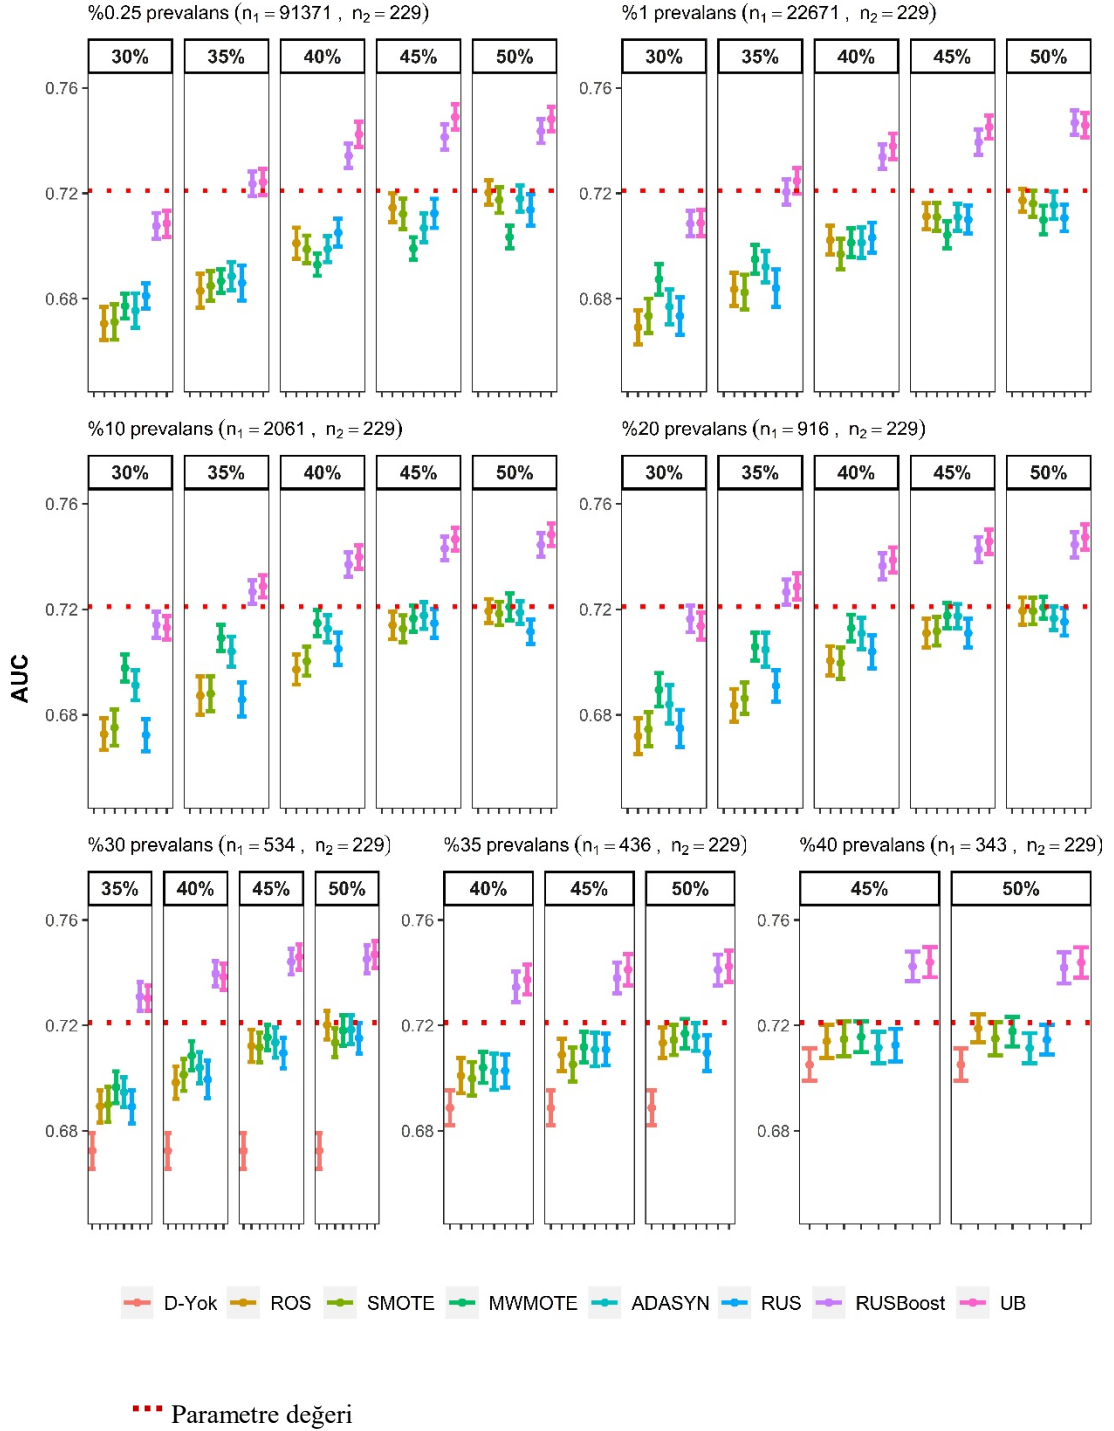 %0.25 prevalans (n₁ = 91371 , n₂ = 229)
%1 prevalans (n₁ = 22671 , n₂ = 229)
30% 35% 40% 45% 50%
30% 35% 40% 45% 50%
0.76
0.72
0.68
0.76
0.72
0.68
%10 prevalans (n₁ = 2061 , n₂ = 229)
%20 prevalans (n₁ = 916 , n₂ = 229)
30% 35% 40% 45% 50%
30% 35% 40% 45% 50%
0.76
0.72
0.68
0.76
0.72
0.68
AUC
%30 prevalans (n₁ = 534 , n₂ = 229)
%35 prevalans (n₁ = 436 , n₂ = 229)
%40 prevalans (n₁ = 343 , n₂ = 229)
35% 40% 45% 50%
40% 45% 50%
45% 50%
0.76
0.72
0.68
0.76
0.72
0.68
0.76
0.72
0.68
D-Yok ROS SMOTE MWMOTE ADASYN RUS RUSBoost UB
Parametre değeri